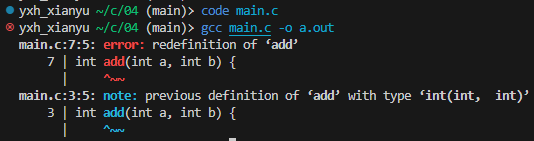 yxh_xianyu ~/c/04 (main)> code main.c
yxh_xianyu ~/c/04 (main)> gcc main.c -o a.out
main.c:7:5: error: redefinition of ‘add’
    7 | int add(int a, int b) {
      |     ^~~
main.c:3:5: note: previous definition of ‘add’ with type ‘int(int,  int)’
    3 | int add(int a, int b) {
      |     ^~~